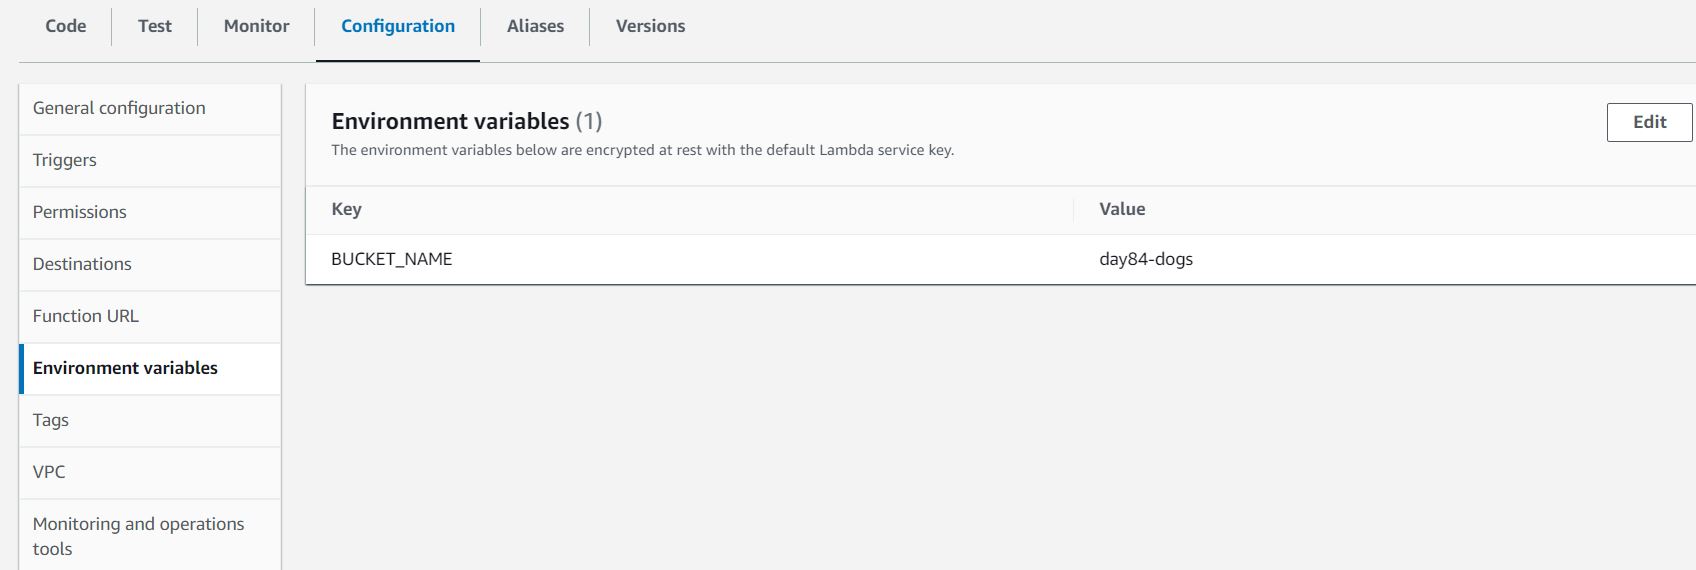 Code Test Monitor Configuration Aliases Versions
General configuration
Triggers
Permissions
Destinations
Function URL
Environment variables
Tags
VPC
Monitoring and operations
tools
Environment variables (1)
Edit
The environment variables below are encrypted at rest with the default Lambda service key.
Key Value
BUCKET_NAME day84-dogs